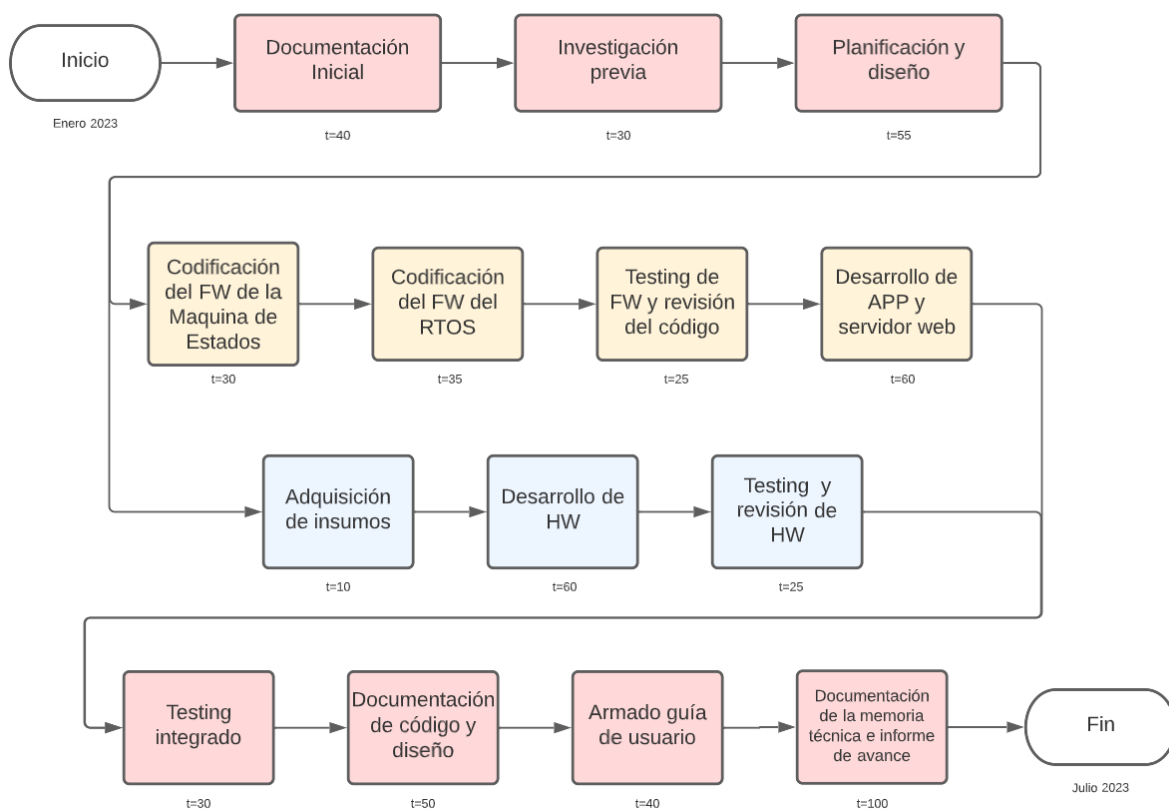 Inicio
Enero 2023
Documentación
Inicial
t=40
Investigación
previa
t=30
Planificación y
diseño
t=55
Codificación
del FW de la
Maquina de
Estados
t=30
Codificación
del FW del
RTOS
t=35
Testing de
FW y revisión
del código
t=25
Desarrollo de
APP y
servidor web
t=60
Adquisición
de insumos
t=10
Desarrollo de
HW
t=60
Testing y
revisión de
HW
t=25
Testing
integrado
t=30
Documentación
de código y
diseño
t=50
Armado guía
de usuario
t=40
Documentación
de la memoria
técnica e informe
de avance
t=100
Fin
Julio 2023